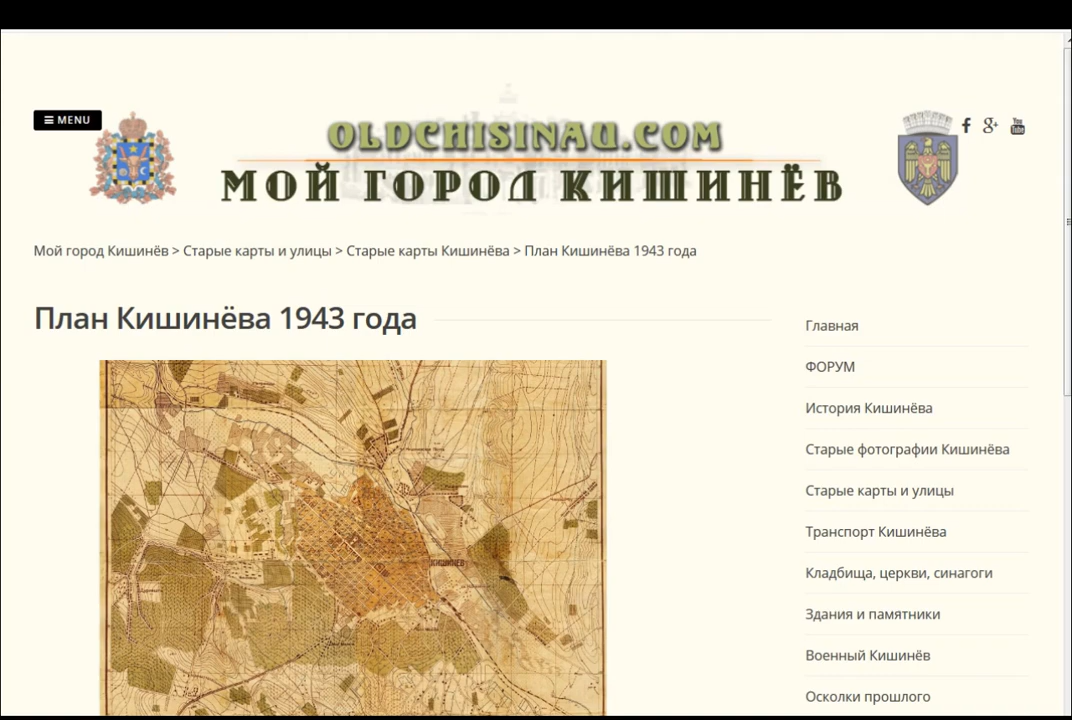 MENU
OLDCHISINAU.COM
МОЙ ГОРОД КИШИНЁВ
Мой город Кишинёв > Старые карты и улицы > Старые карты Кишинёва > План Кишинёва 1943 года
План Кишинёва 1943 года
Главная
ФОРУМ
История Кишинёва
Старые фотографии Кишинёва
Старые карты и улицы
Транспорт Кишинёва
Кладбища, церкви, синагоги
Здания и памятники
Военный Кишинёв
Осколки прошлого
КИШИНЕВ